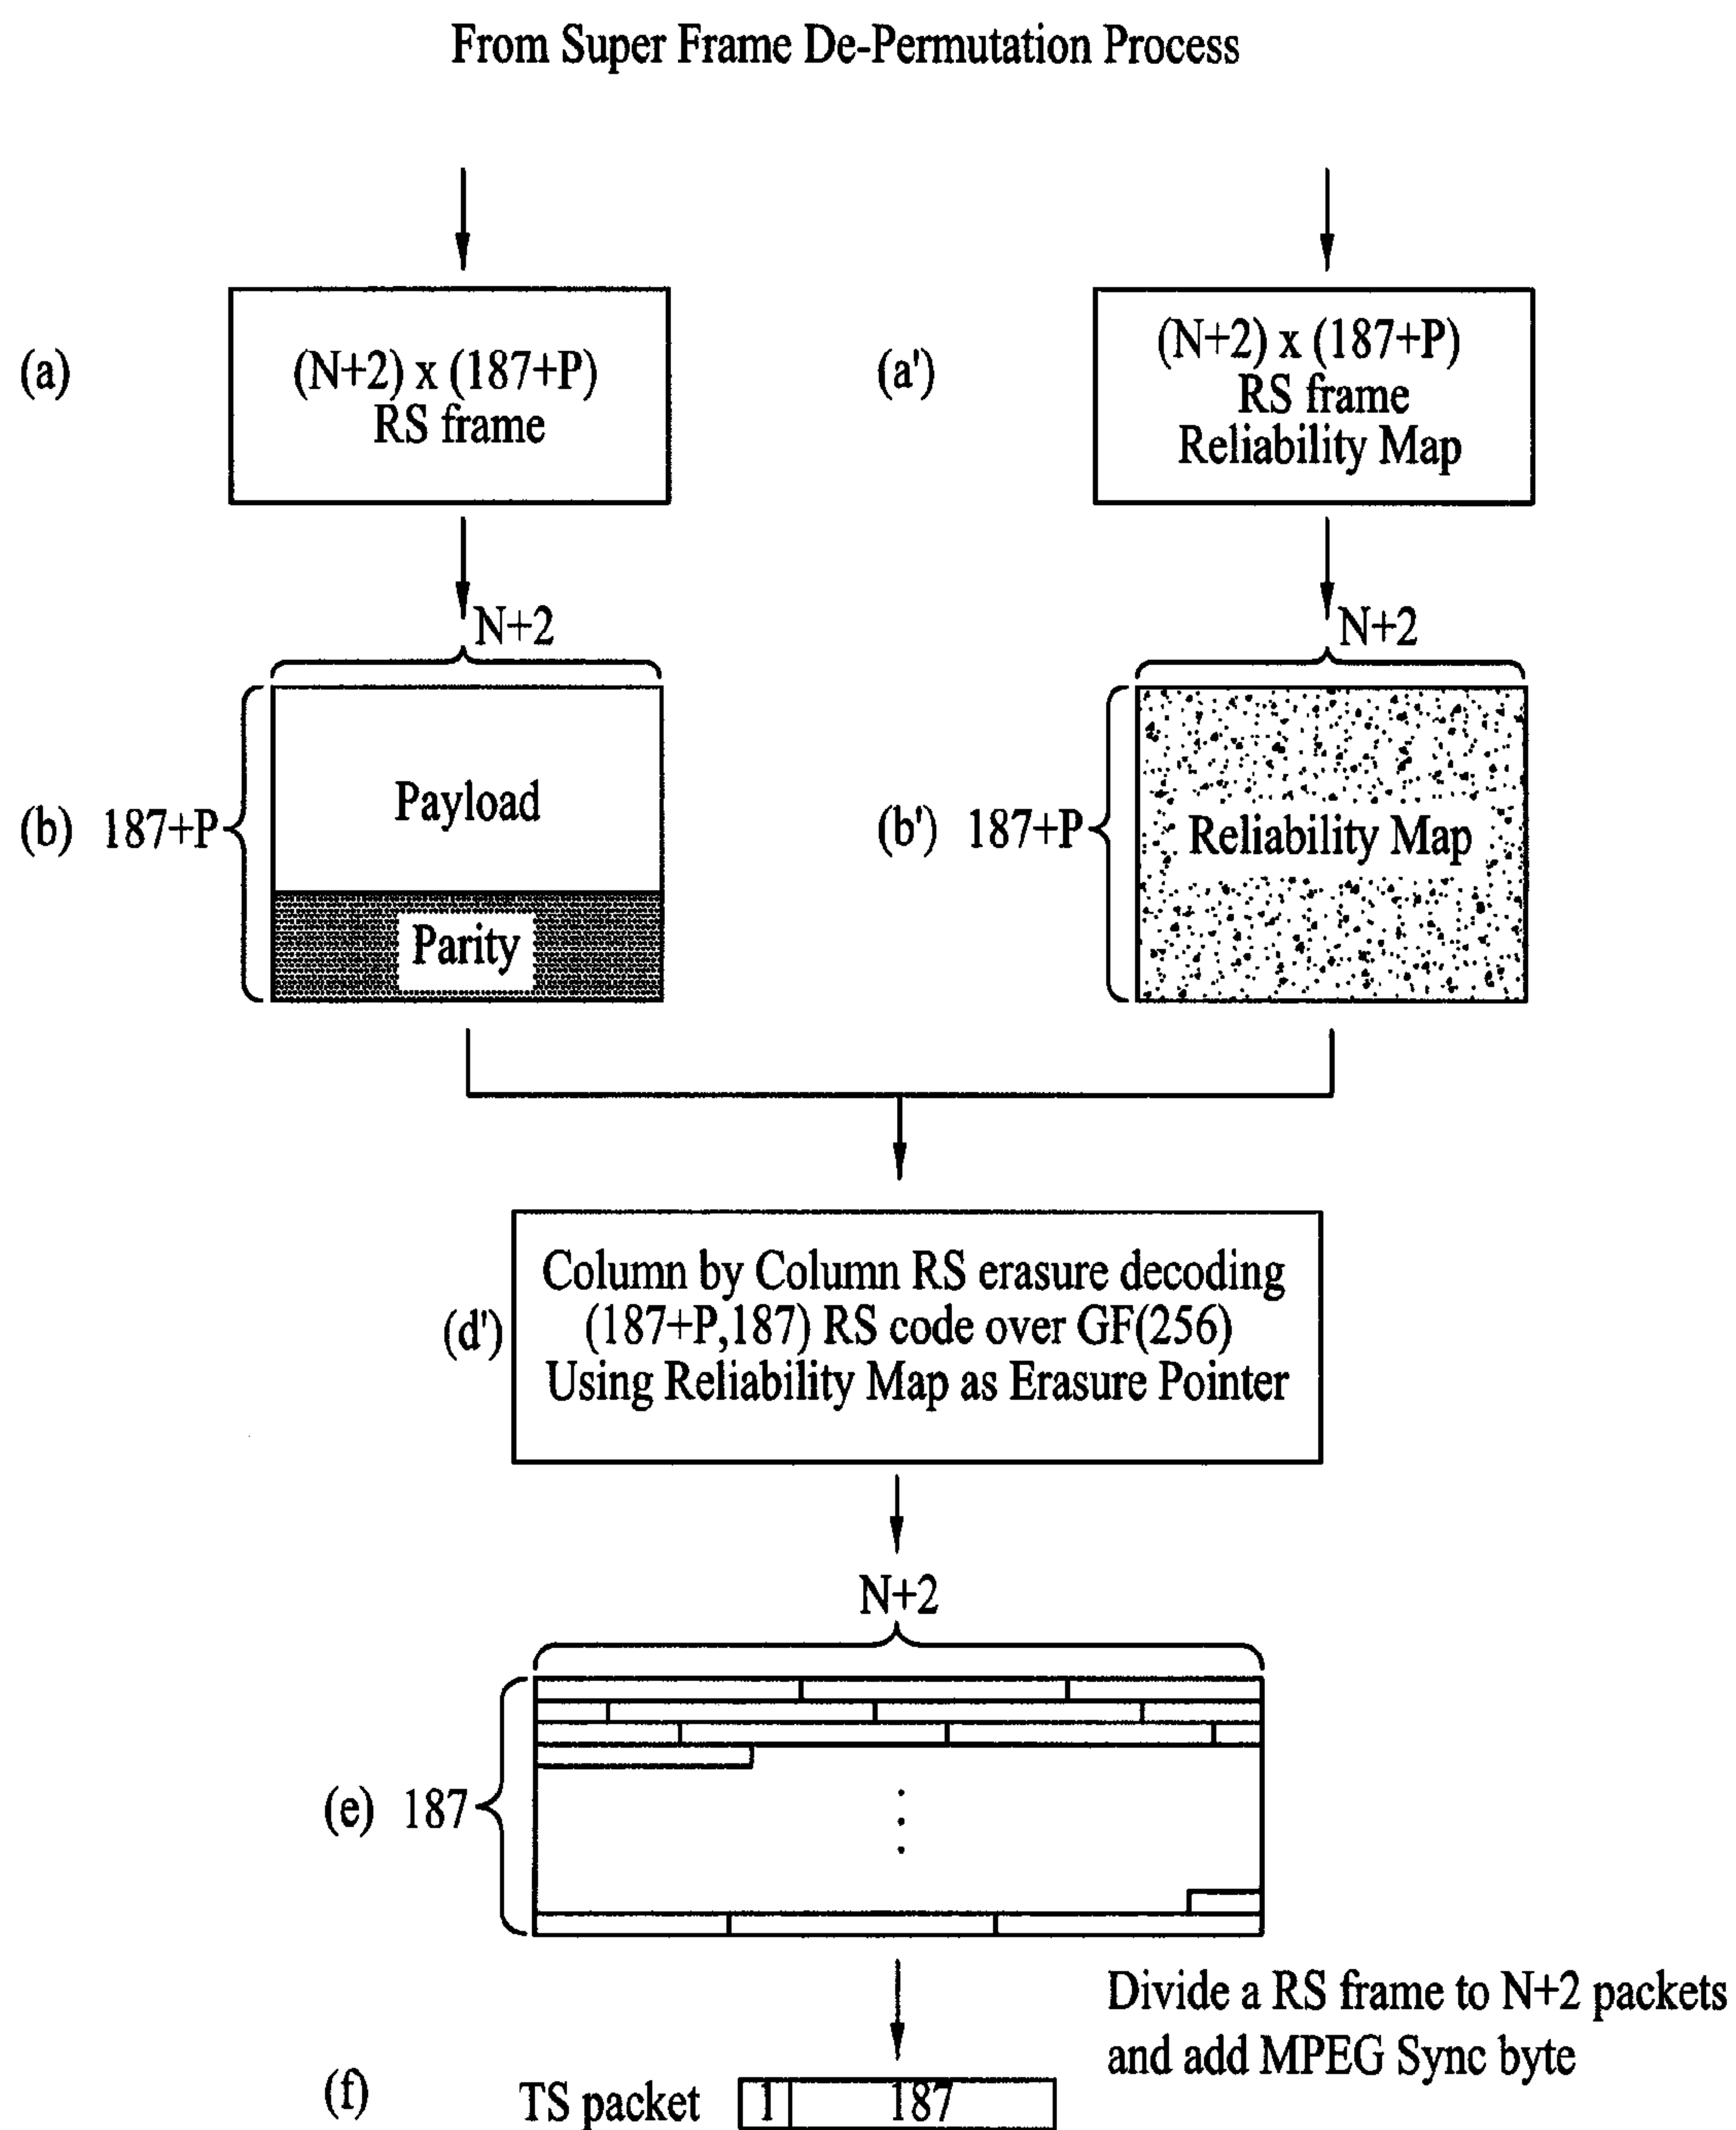 From Super Frame De-Permutation Process
(a)
(N+2) x (187+P)
RS frame
(a')
(N+2) x (187+P)
RS frame
Reliability Map
N+2
(b) 187+P
Payload
Parity
N+2
(b') 187+P
Reliability Map
(d')
Column by Column RS erasure decoding
(187+P,187) RS code over GF(256)
Using Reliability Map as Erasure Pointer
N+2
(e) 187
Divide a RS frame to N+2 packets
and add MPEG Sync byte
(f) TS packet 1 187